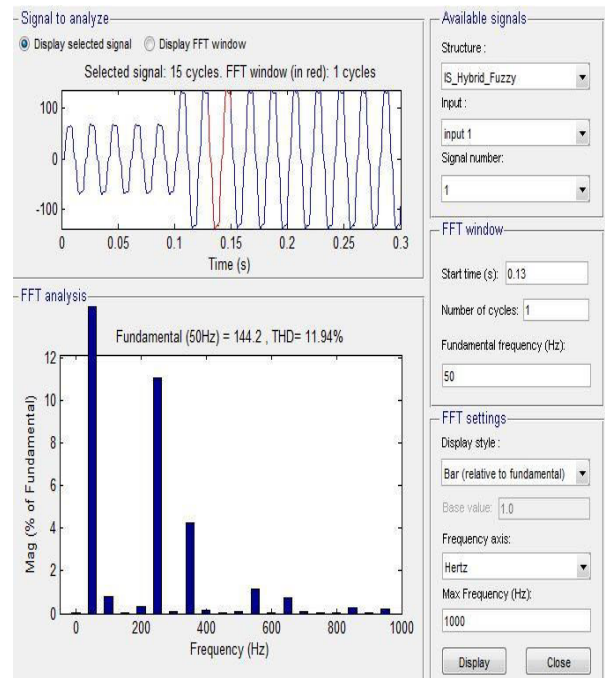 Signal to analyze
Display selected signal
Display FFT window
Selected signal: 15 cycles. FFT window (in red): 1 cycles
100
0
-100
0
0.05
0.1
0.15
0.2
0.25
0.3
Time (s)
FFT analysis
Fundamental (50Hz) = 144.2 , THD= 11.94%
Mag (% of Fundamental)
12
10
8
6
4
2
0
0
200
400
600
800
1000
Frequency (Hz)
Available signals
Structure :
IS_Hybrid_Fuzzy
Input :
input 1
Signal number:
1
FFT window
Start time (s): 0.13
Number of cycles: 1
Fundamental frequency (Hz):
50
FFT settings
Display style :
Bar (relative to fundamental)
Base value: 1.0
Frequency axis:
Hertz
Max Frequency (Hz):
1000
Display
Close